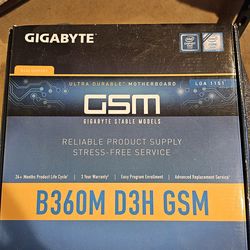 GIGABYTE
ULTRA DURABLE™ MOTHERBOARD
LGA 1151
GSM
GIGABYTE STABLE MODELS
RELIABLE PRODUCT SUPPLY
STRESS-FREE SERVICE
24+ Months Product Life Cycle | 3 Year Warranty | Easy Program Enrollment | Advanced Replacement Service
B360M D3H GSM